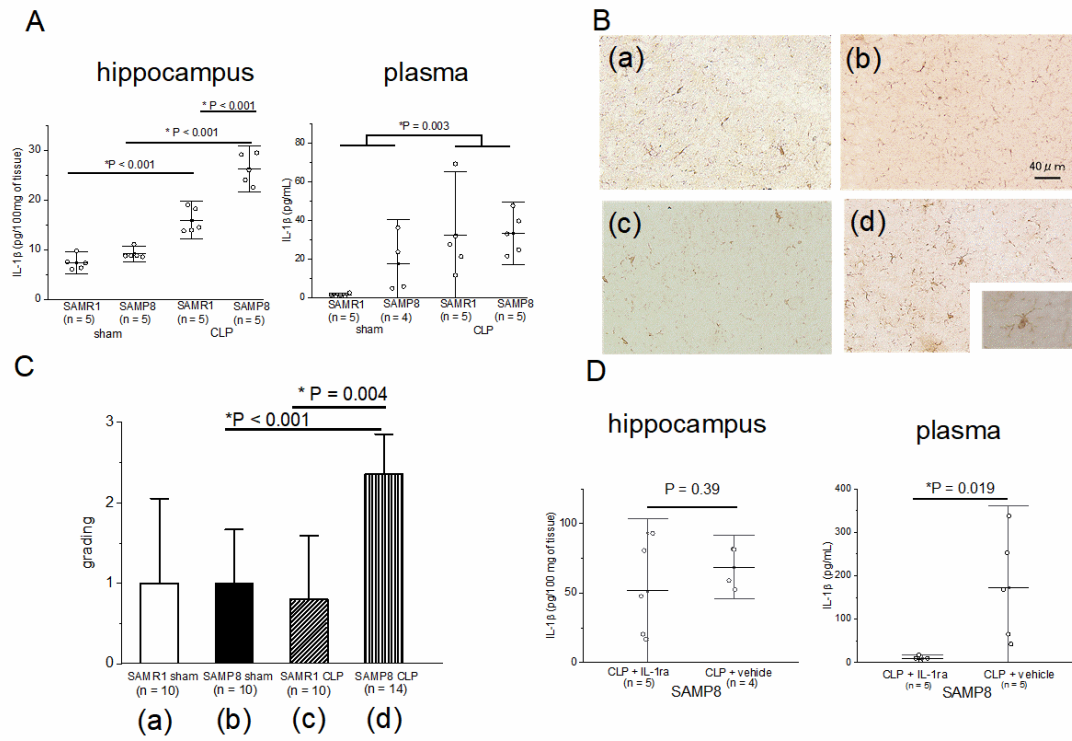 A
hippocampus
plasma
* P < 0.001
* P < 0.001
*P < 0.001
IL-1β (pg/100mg of tissue)
30
20
10
0
SAMR1 SAMP8 SAMR1 SAMP8
(n = 5) (n = 5) (n = 5) (n = 5)
sham CLP
*P = 0.003
IL-1β (pg/mL)
80
60
40
20
0
SAMR1 SAMP8 SAMR1 SAMP8
(n = 5) (n = 4) (n = 5) (n = 5)
sham CLP
B
(a)
(b)
40 μm
(c)
(d)
C
* P = 0.004
*P < 0.001
grading
3
2
1
0
SAMR1 sham SAMP8 sham SAMR1 CLP SAMP8 CLP
(n = 10) (n = 10) (n = 10) (n = 14)
(a) (b) (c) (d)
D
hippocampus
plasma
P = 0.39
IL-1β (pg/100 mg of tissue)
100
50
0
CLP + IL-1ra CLP + vehicle
(n = 5) (n = 4)
SAMP8
*P = 0.019
IL-1β (pg/mL)
400
300
200
100
0
CLP + IL-1ra CLP + vehicle
(n = 5) (n = 5)
SAMP8